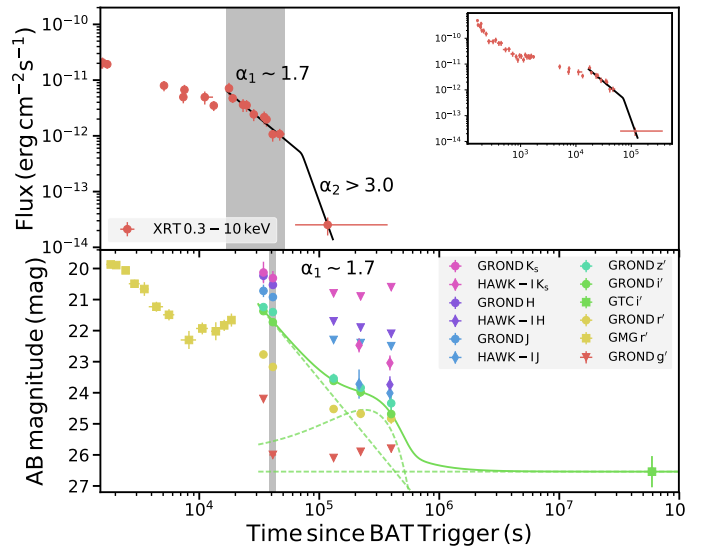 10⁻¹⁰
10⁻¹¹
10⁻¹²
10⁻¹³
10⁻¹⁴
Flux (erg cm⁻²s⁻¹)
α₁ ~ 1.7
α₂ > 3.0
XRT 0.3 − 10 keV
10⁻¹⁰
10⁻¹¹
10⁻¹²
10⁻¹³
10⁻¹⁴
10³ 10⁴ 10⁵
α₁ ~ 1.7
20
21
22
23
24
25
26
27
AB magnitude (mag)
GROND Kₛ
HAWK − I Kₛ
GROND H
HAWK − I H
GROND J
HAWK − I J
GROND z′
GROND i′
GTC i′
GROND r′
GMG r′
GROND g′
10⁴ 10⁵ 10⁶ 10⁷ 10
Time since BAT Trigger (s)